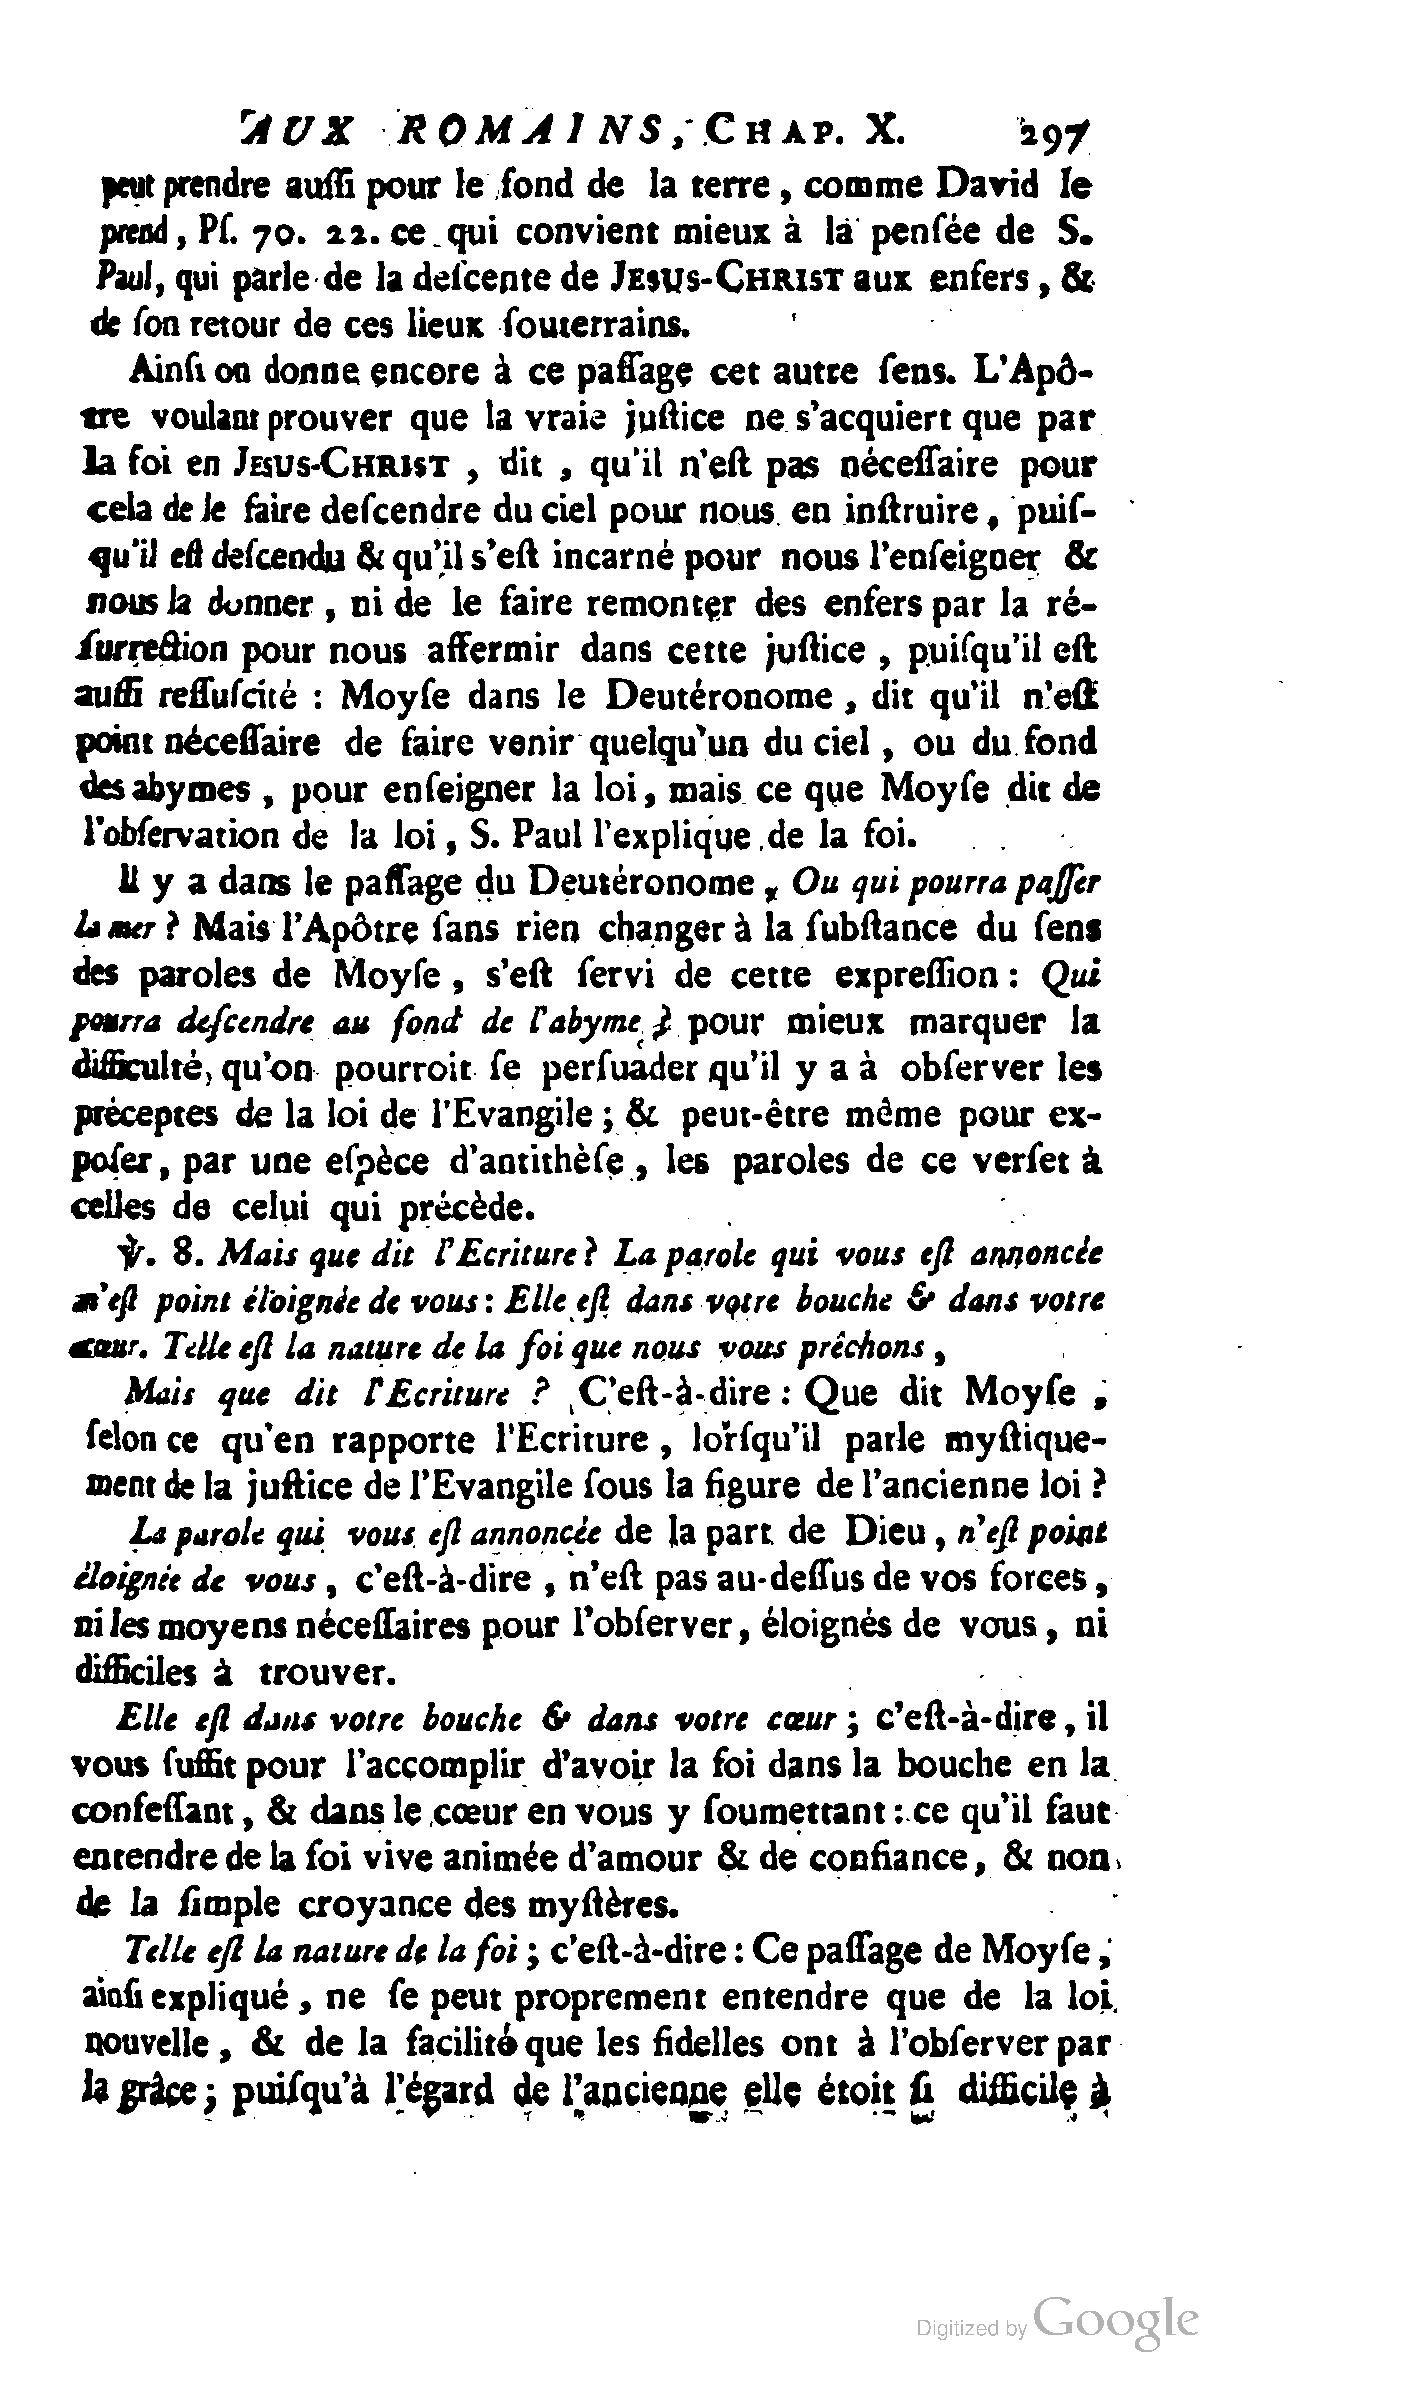 AUX ROMAINS, CHAP. X. 297
peut prendre auſſi pour le fond de la terre, comme David le
prend, Pſ. 70. 22. ce qui convient mieux à la penſée de S.
Paul, qui parle de la deſcente de JESUS-CHRIST aux enfers, &
de ſon retour de ces lieux ſouterrains.
Ainſi on donne encore à ce paſſage cet autre ſens. L'Apô-
tre voulant prouver que la vraie juſtice ne s'acquiert que par
la foi en JESUS-CHRIST, dit, qu'il n'eſt pas néceſſaire pour
cela de le faire deſcendre du ciel pour nous en inſtruire, puiſ-
qu'il eſt deſcendu & qu'il s'eſt incarné pour nous l'enſeigner &
nous la donner, ni de le faire remonter des enfers par la ré-
ſurrection pour nous affermir dans cette juſtice, puiſqu'il eſt
auſſi reſſuſcité : Moyſe dans le Deutéronome, dit qu'il n'eſt
point néceſſaire de faire venir quelqu'un du ciel, ou du fond
des abymes, pour enſeigner la loi, mais ce que Moyſe dit de
l'obſervation de la loi, S. Paul l'explique de la foi.
Il y a dans le paſſage du Deutéronome, Ou qui pourra paſſer
la mer ? Mais l'Apôtre ſans rien changer à la ſubſtance du ſens
des paroles de Moyſe, s'eſt ſervi de cette expreſſion : Qui
pourra deſcendre au fond de l'abyme ? pour mieux marquer la
difficulté, qu'on pourroit ſe perſuader qu'il y a à obſerver les
préceptes de la loi de l'Evangile ; & peut-être même pour ex-
poſer, par une eſpèce d'antithèſe, les paroles de ce verſet à
celles de celui qui précède.
℣. 8. Mais que dit l'Ecriture ? La parole qui vous eſt annoncée
n'eſt point éloignée de vous : Elle eſt dans votre bouche & dans votre
cœur. Telle eſt la nature de la foi que nous vous prêchons,
Mais que dit l'Ecriture ? C'eſt-à-dire : Que dit Moyſe,
ſelon ce qu'en rapporte l'Ecriture, lorſqu'il parle myſtique-
ment de la juſtice de l'Evangile ſous la figure de l'ancienne loi ?
La parole qui vous eſt annoncée de la part de Dieu, n'eſt point
éloignée de vous, c'eſt-à-dire, n'eſt pas au-deſſus de vos forces,
ni les moyens néceſſaires pour l'obſerver, éloignés de vous, ni
difficiles à trouver.
Elle eſt dans votre bouche & dans votre cœur ; c'eſt-à-dire, il
vous ſuffit pour l'accomplir d'avoir la foi dans la bouche en la
confeſſant, & dans le cœur en vous y ſoumettant : ce qu'il faut
entendre de la foi vive animée d'amour & de confiance, & non
de la ſimple croyance des myſtères.
Telle eſt la nature de la foi ; c'eſt-à-dire : Ce paſſage de Moyſe,
ainſi expliqué, ne ſe peut proprement entendre que de la loi
nouvelle, & de la facilité que les fidelles ont à l'obſerver par
la grâce ; puiſqu'à l'égard de l'ancienne elle étoit ſi difficile à
Digitized by Google